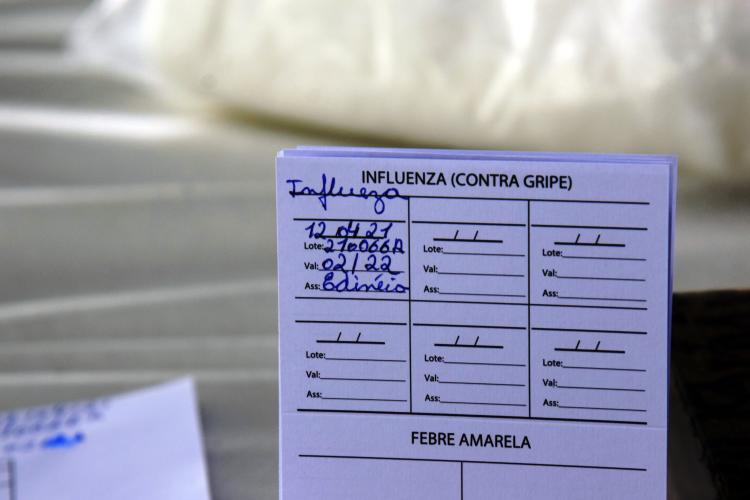 INFLUENZA (CONTRA GRIPE)
Influeza
12 04 21
Lote: 210066A
Val: 02/22
Ass: Edinéia
/ /
Lote:
Val:
Ass:
/ /
Lote:
Val:
Ass:
/ /
Lote:
Val:
Ass:
/ /
Lote:
Val:
Ass:
/ /
Lote:
Val:
Ass:
FEBRE AMARELA